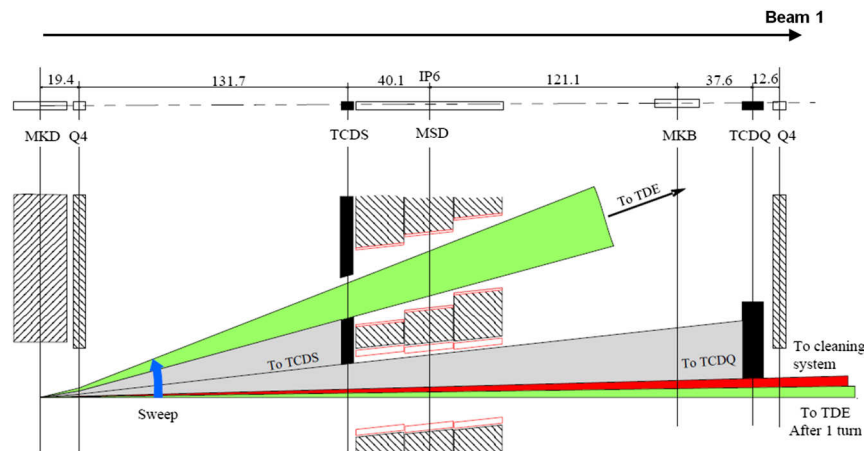 Beam 1
19.4 131.7 40.1 IP6 121.1 37.6 12.6
MKD Q4 TCDS MSD MKB TCDQ Q4
To TDE
To TCDS
To TCDQ
To cleaning
system
Sweep
To TDE
After 1 turn